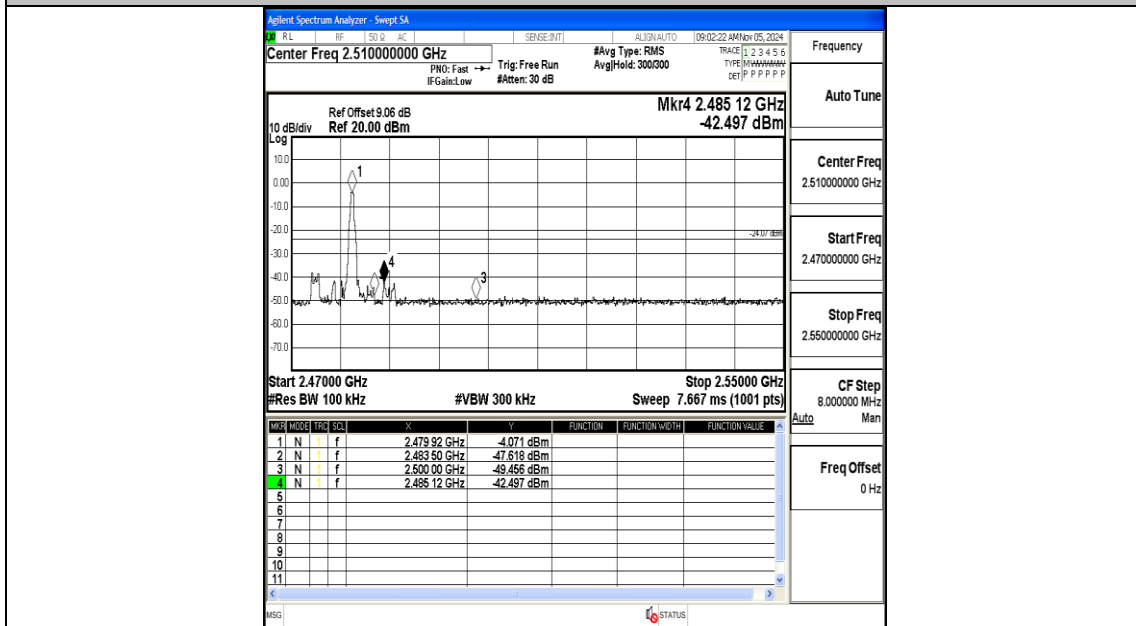 Agilent Spectrum Analyzer - Swept SA
RL RF 50 Ω AC SENSE:INT ALIGN AUTO 09:02:22 AM Nov 05, 2024
Center Freq 2.510000000 GHz
#Avg Type: RMS
TRACE 1 2 3 4 5 6
PNO: Fast Trig: Free Run Avg|Hold: 300/300
TYPE M
IFGain:Low #Atten: 30 dB
DET P P P P P P
Mkr4 2.485 12 GHz
Ref Offset 9.06 dB
10 dB/div Ref 20.00 dBm
-42.497 dBm
Log
10.0
0.00
-10.0
-20.0
-30.0
-40.0
-50.0
-60.0
-70.0
1
4
3
-24.07 dBm
Start 2.47000 GHz Stop 2.55000 GHz
#Res BW 100 kHz #VBW 300 kHz Sweep 7.667 ms (1001 pts)
MKR MODE TRC SCL X Y FUNCTION FUNCTION WIDTH FUNCTION VALUE
1 N 1 f 2.479 92 GHz -4.071 dBm
2 N 1 f 2.483 50 GHz -47.618 dBm
3 N 1 f 2.500 00 GHz -49.456 dBm
4 N 1 f 2.485 12 GHz -42.497 dBm
5
6
7
8
9
10
11
MSG STATUS
Frequency
Auto Tune
Center Freq
2.510000000 GHz
Start Freq
2.470000000 GHz
Stop Freq
2.550000000 GHz
CF Step
8.000000 MHz
Auto Man
Freq Offset
0 Hz